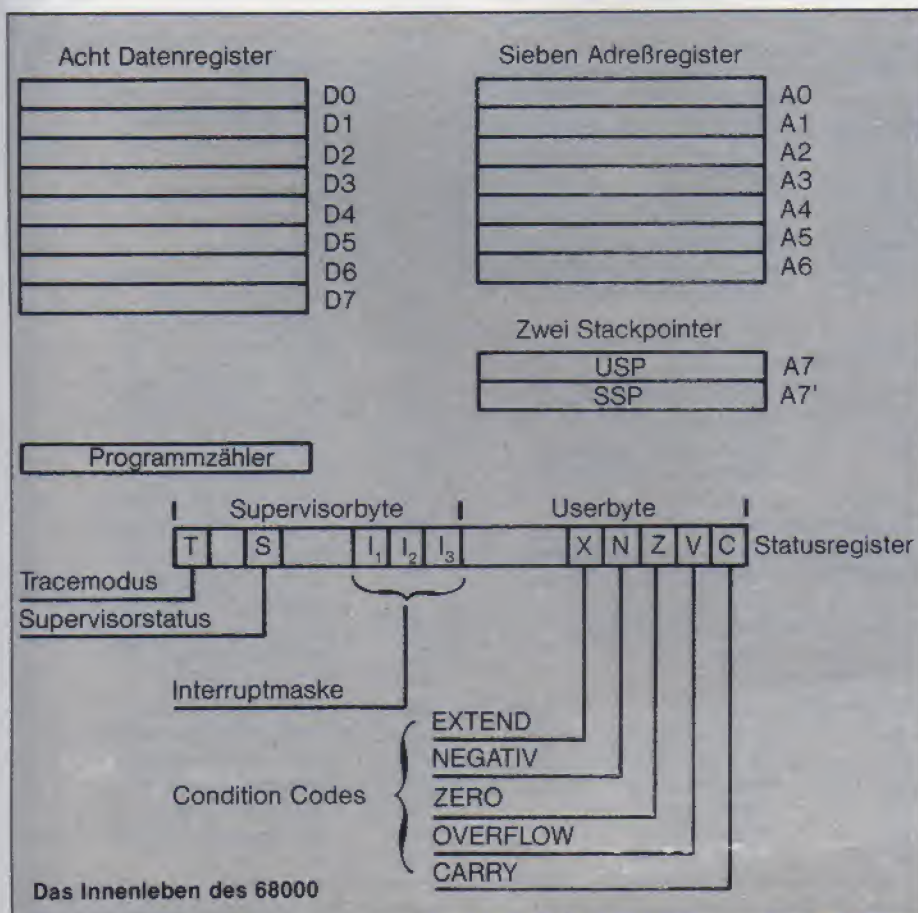 Acht Datenregister
D0
D1
D2
D3
D4
D5
D6
D7
Sieben Adreßregister
A0
A1
A2
A3
A4
A5
A6
Zwei Stackpointer
USP A7
SSP A7'
Programmzähler
Supervisorbyte Userbyte
T S I₁ I₂ I₃ X N Z V C Statusregister
Tracemodus
Supervisorstatus
Interruptmaske
Condition Codes
EXTEND
NEGATIV
ZERO
OVERFLOW
CARRY
Das Innenleben des 68000